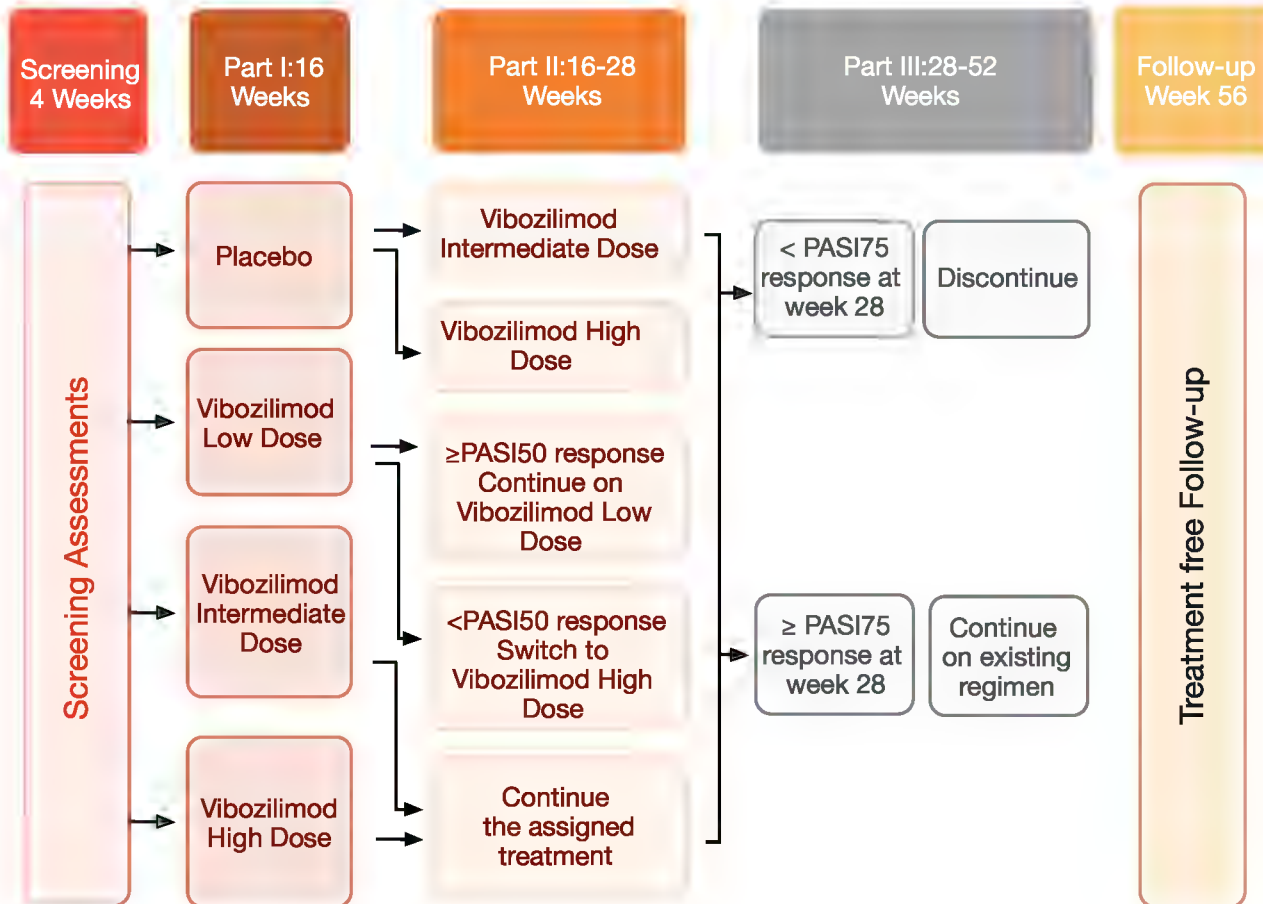 Screening
4 Weeks
Part I:16
Weeks
Part II:16-28
Weeks
Part III:28-52
Weeks
Follow-up
Week 56
Screening Assessments
Placebo
Vibozilimod
Low Dose
Vibozilimod
Intermediate
Dose
Vibozilimod
High Dose
Vibozilimod
Intermediate Dose
Vibozilimod High
Dose
≥PASI50 response
Continue on
Vibozilimod Low
Dose
<PASI50 response
Switch to
Vibozilimod High
Dose
Continue
the assigned
treatment
< PASI75
response at
week 28
Discontinue
≥ PASI75
response at
week 28
Continue
on existing
regimen
Treatment free Follow-up